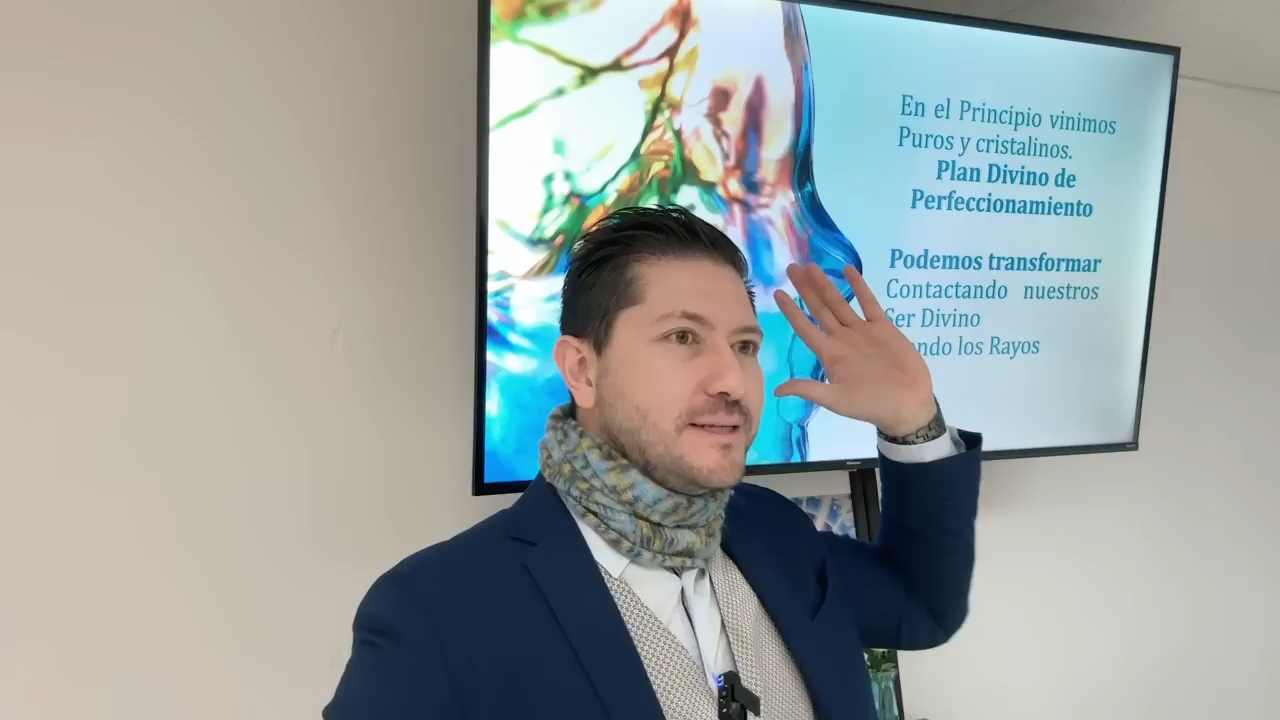 En el Principio vinimos
Puros y cristalinos.
Plan Divino de
Perfeccionamiento
Podemos transformar
Contactando nuestros
Ser Divino
los Rayos